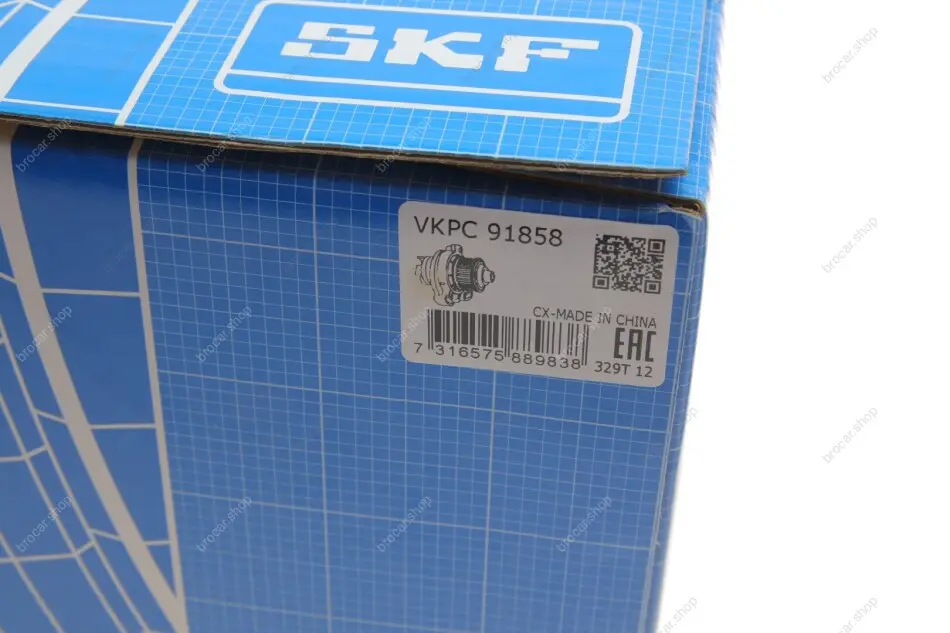 SKF
VKPC 91858
CX-MADE IN CHINA
EAC
7 316575 889838
329T 12
brocar.shop